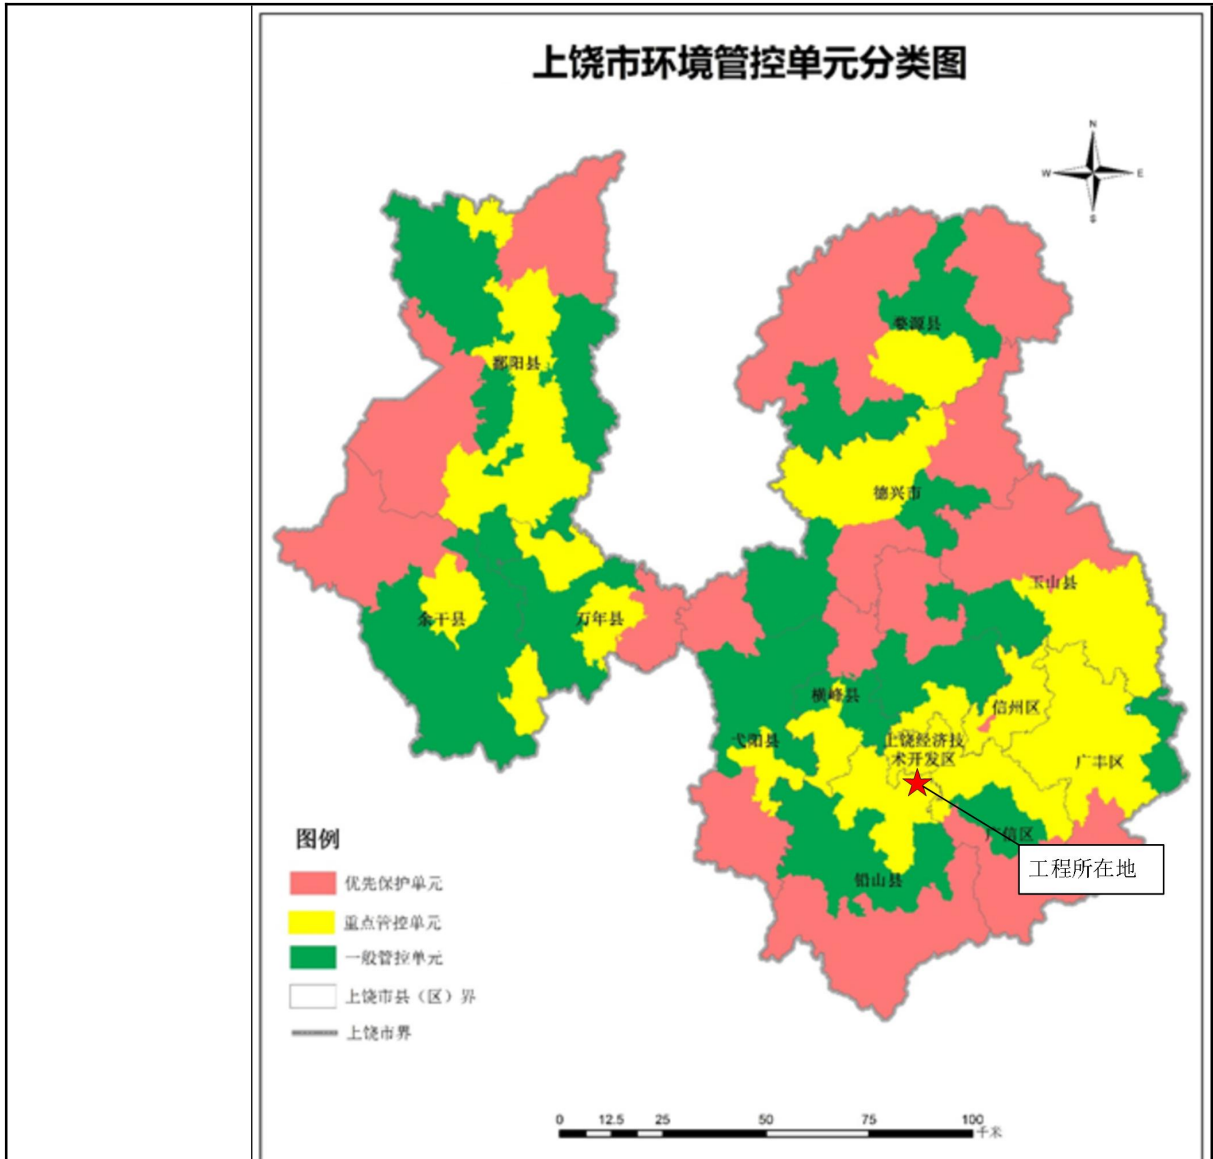 上饶市环境管控单元分类图
N
W
E
S
婺源县
鄱阳县
德兴市
玉山县
余干县
万年县
横峰县
信州区
弋阳县
上饶经济技
术开发区
广丰区
广信区
工程所在地
铅山县
图例
优先保护单元
重点管控单元
一般管控单元
上饶市县（区）界
上饶市界
0 12.5 25 50 75 100
千米